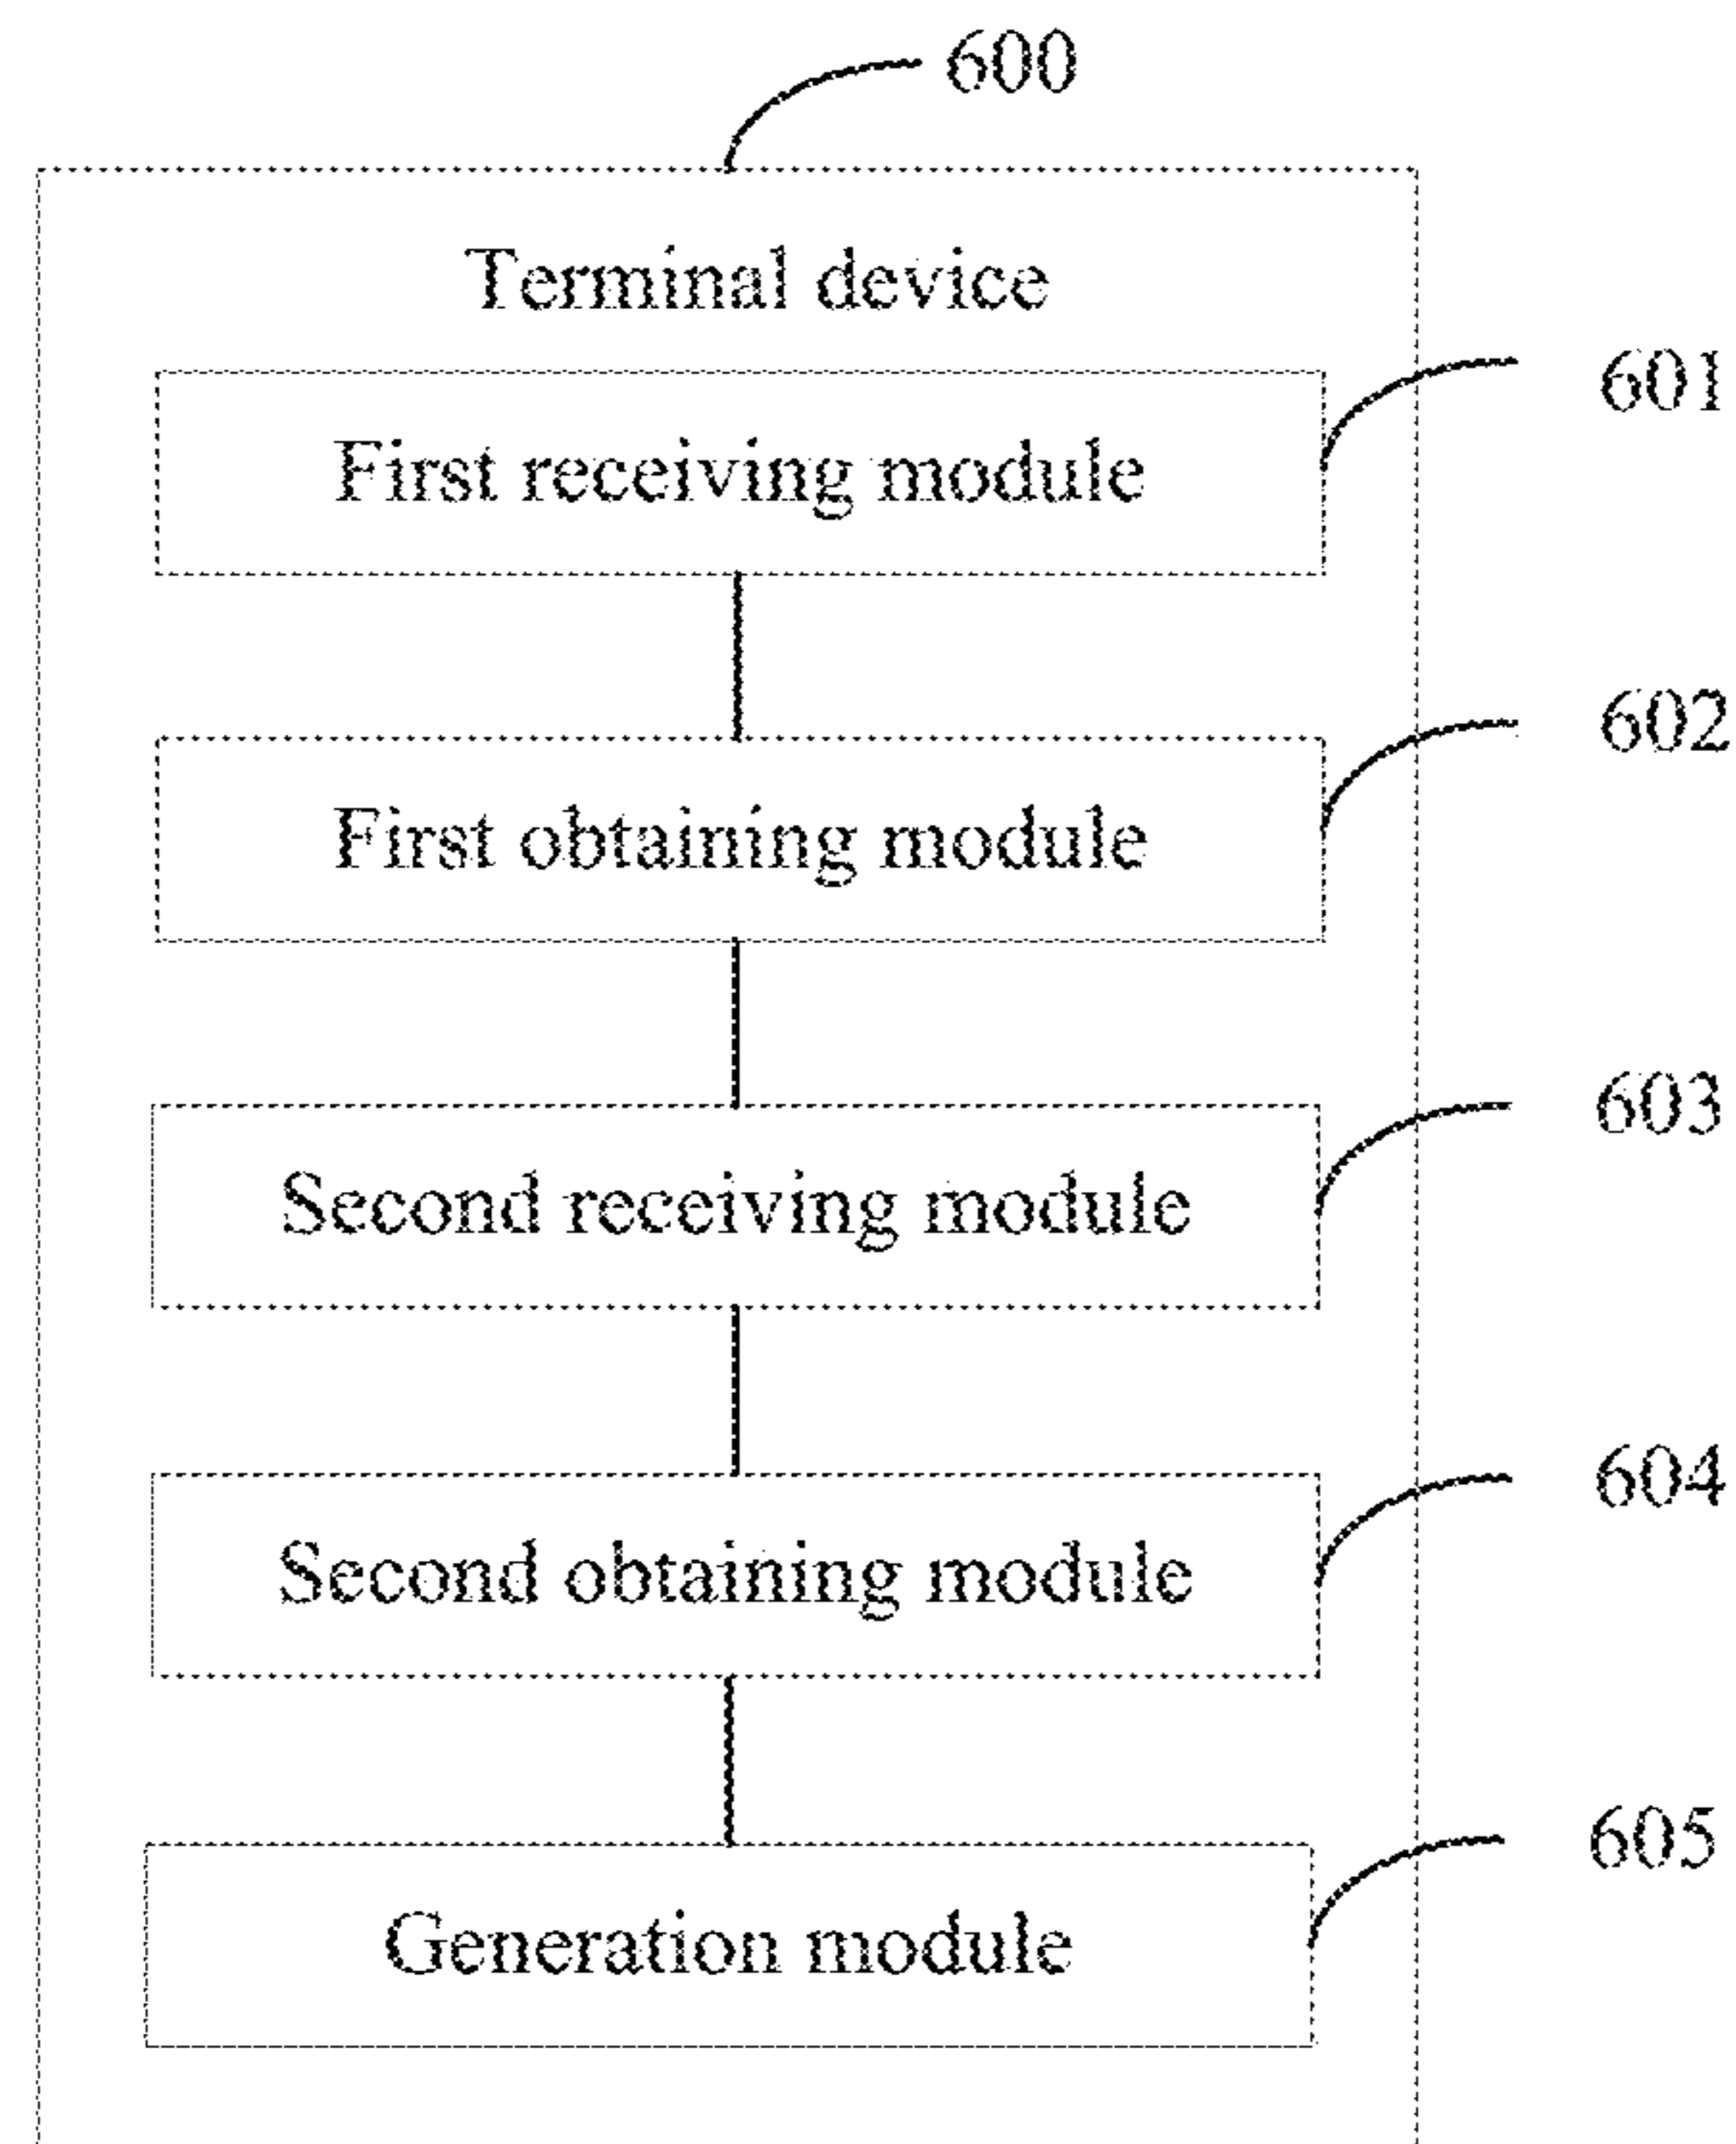 600
Terminal device
601
First receiving module
602
First obtaining module
603
Second receiving module
604
Second obtaining module
605
Generation module